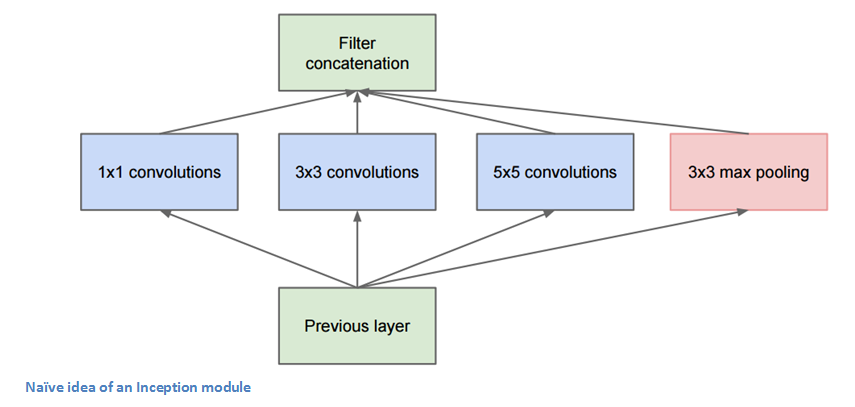 Filter
concatenation
1x1 convolutions
3x3 convolutions
5x5 convolutions
3x3 max pooling
Previous layer
Naïve idea of an Inception module